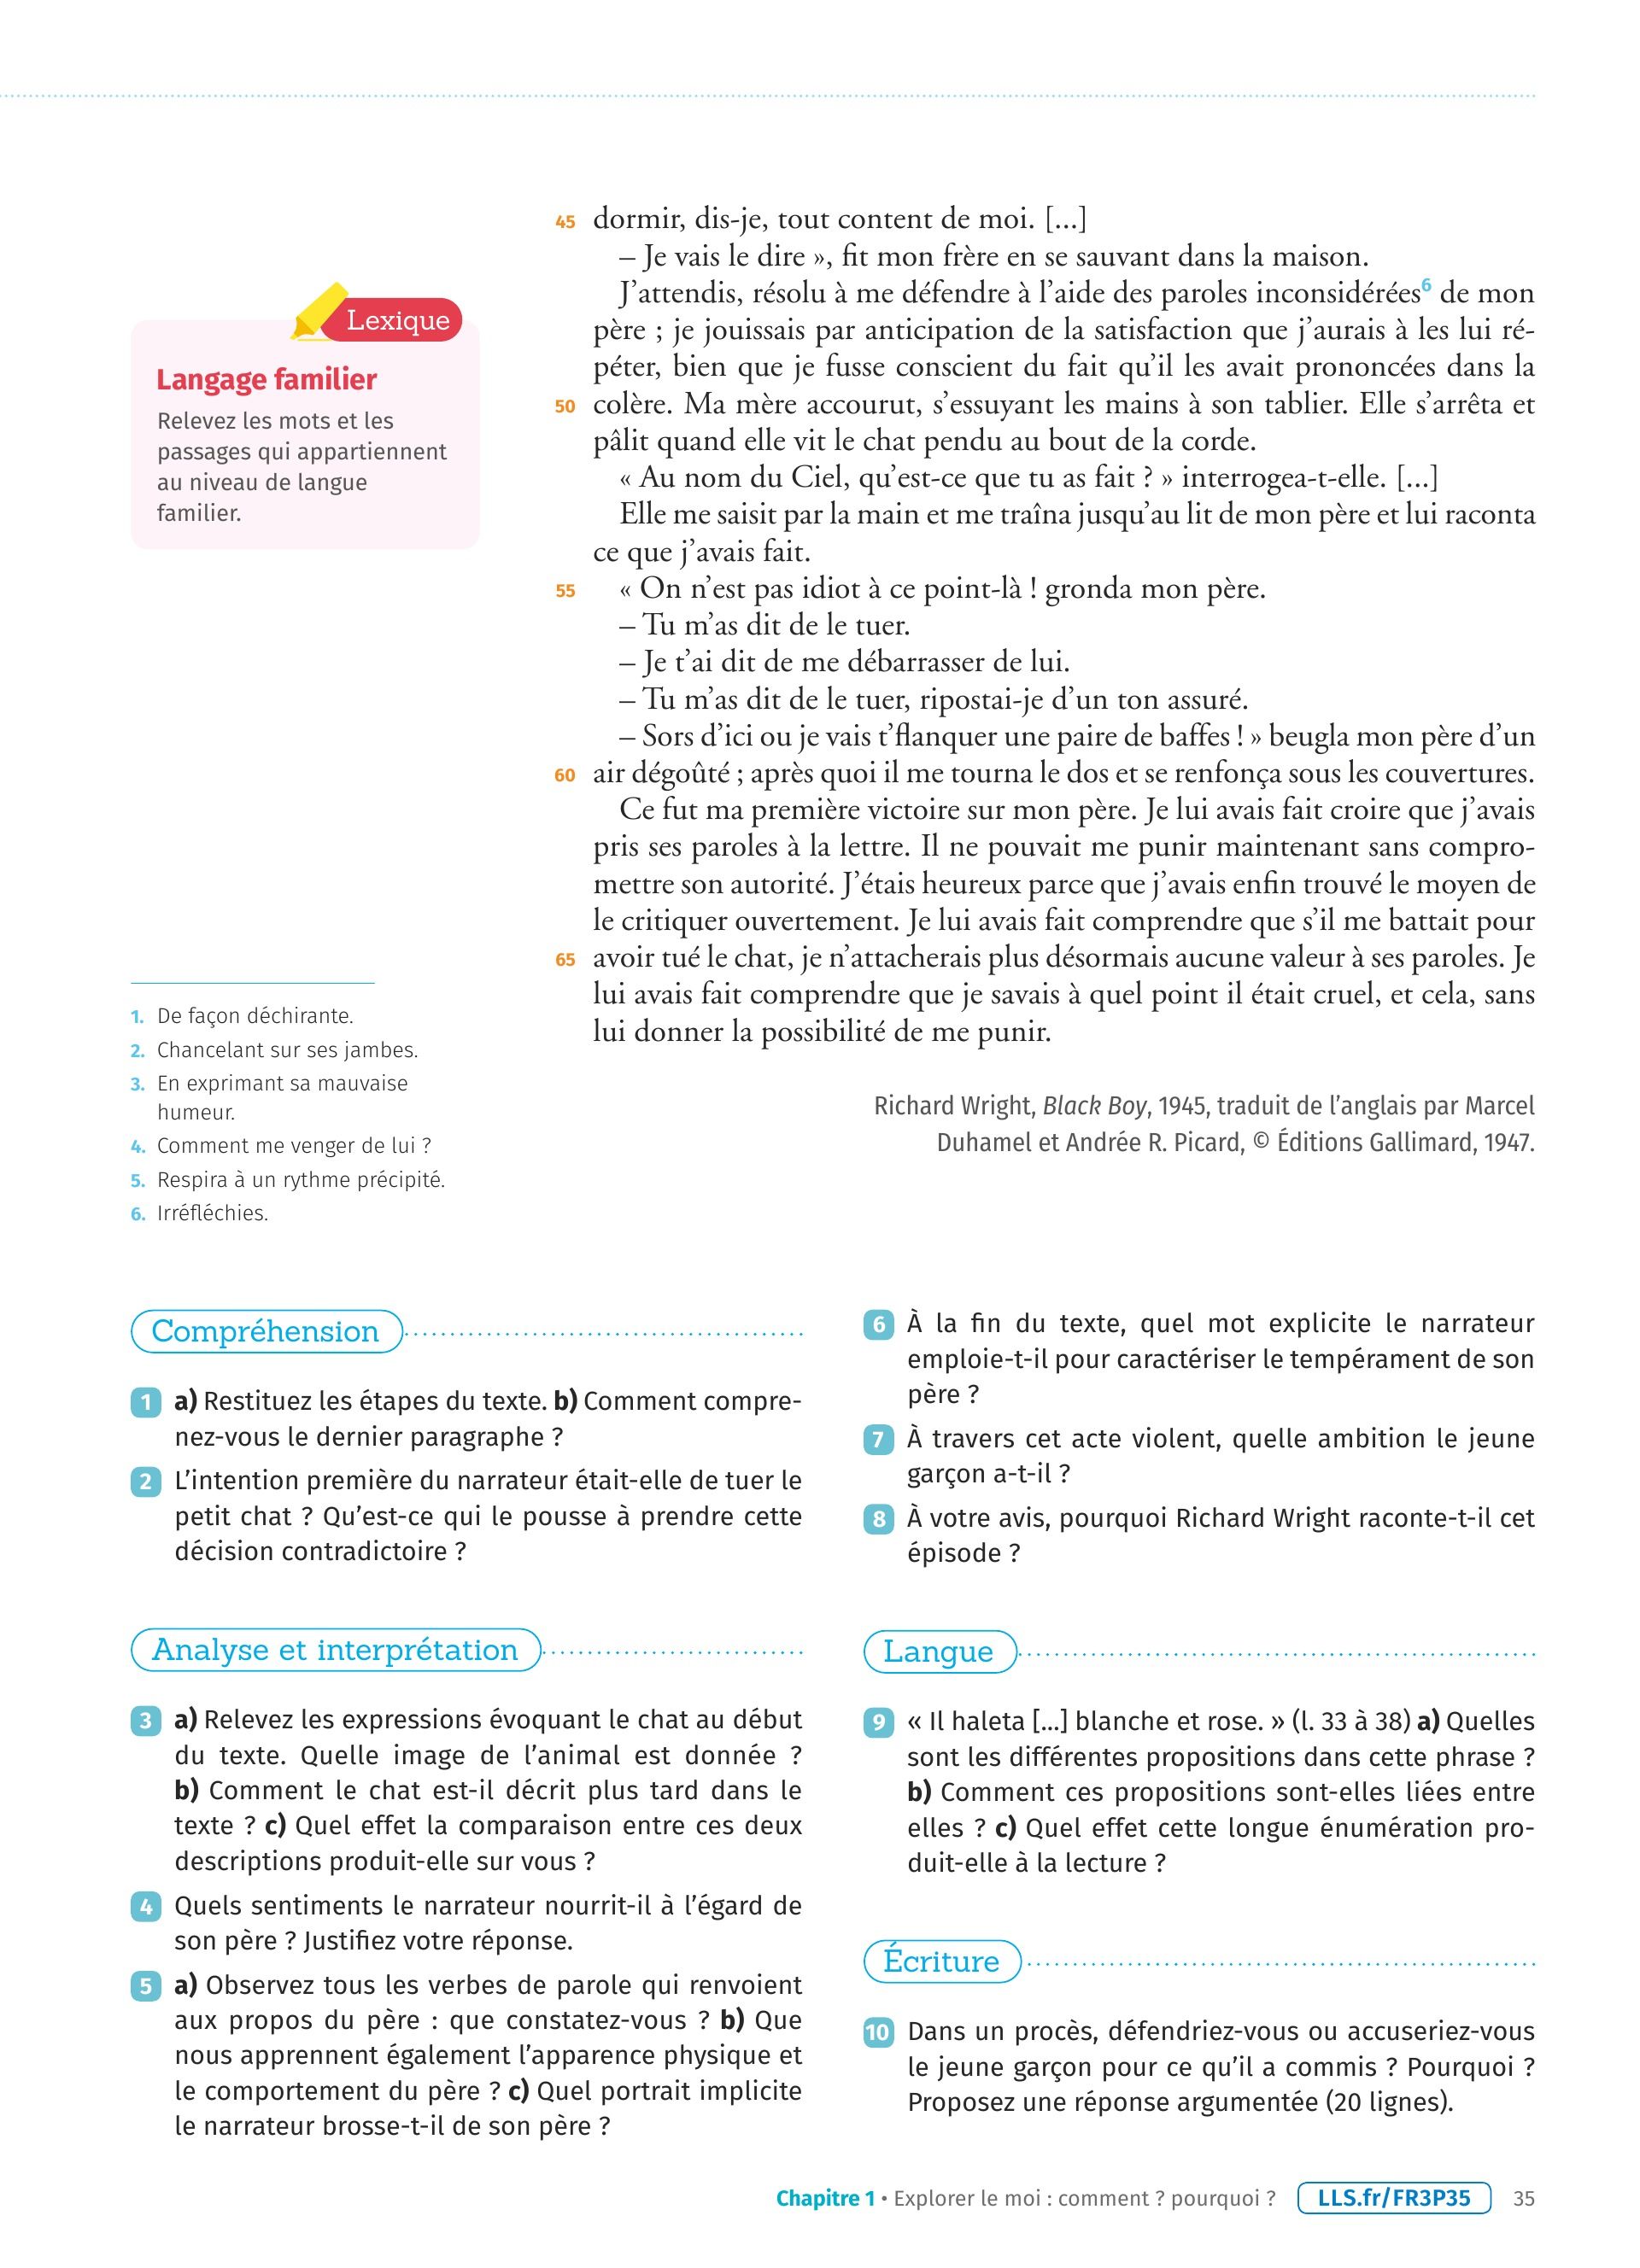 45 dormir, dis-je, tout content de moi. [...]
– Je vais le dire », fit mon frère en se sauvant dans la maison.
J'attendis, résolu à me défendre à l'aide des paroles inconsidérées6 de mon
père ; je jouissais par anticipation de la satisfaction que j'aurais à les lui ré-
péter, bien que je fusse conscient du fait qu'il les avait prononcées dans la
50 colère. Ma mère accourut, s'essuyant les mains à son tablier. Elle s'arrêta et
pâlit quand elle vit le chat pendu au bout de la corde.
« Au nom du Ciel, qu'est-ce que tu as fait ? » interrogea-t-elle. [...]
Elle me saisit par la main et me traîna jusqu'au lit de mon père et lui raconta
ce que j'avais fait.
55 « On n'est pas idiot à ce point-là ! gronda mon père.
– Tu m'as dit de le tuer.
– Je t'ai dit de me débarrasser de lui.
– Tu m'as dit de le tuer, ripostai-je d'un ton assuré.
– Sors d'ici ou je vais t'flanquer une paire de baffes ! » beugla mon père d'un
60 air dégoûté ; après quoi il me tourna le dos et se renfonça sous les couvertures.
Ce fut ma première victoire sur mon père. Je lui avais fait croire que j'avais
pris ses paroles à la lettre. Il ne pouvait me punir maintenant sans compro-
mettre son autorité. J'étais heureux parce que j'avais enfin trouvé le moyen de
le critiquer ouvertement. Je lui avais fait comprendre que s'il me battait pour
65 avoir tué le chat, je n'attacherais plus désormais aucune valeur à ses paroles. Je
lui avais fait comprendre que je savais à quel point il était cruel, et cela, sans
lui donner la possibilité de me punir.
Richard Wright, Black Boy, 1945, traduit de l'anglais par Marcel
Duhamel et Andrée R. Picard, © Éditions Gallimard, 1947.
Lexique
Langage familier
Relevez les mots et les
passages qui appartiennent
au niveau de langue
familier.
1. De façon déchirante.
2. Chancelant sur ses jambes.
3. En exprimant sa mauvaise
humeur.
4. Comment me venger de lui ?
5. Respira à un rythme précipité.
6. Irréfléchies.
Compréhension
1 a) Restituez les étapes du texte. b) Comment compre-
nez-vous le dernier paragraphe ?
2 L'intention première du narrateur était-elle de tuer le
petit chat ? Qu'est-ce qui le pousse à prendre cette
décision contradictoire ?
Analyse et interprétation
3 a) Relevez les expressions évoquant le chat au début
du texte. Quelle image de l'animal est donnée ?
b) Comment le chat est-il décrit plus tard dans le
texte ? c) Quel effet la comparaison entre ces deux
descriptions produit-elle sur vous ?
4 Quels sentiments le narrateur nourrit-il à l'égard de
son père ? Justifiez votre réponse.
5 a) Observez tous les verbes de parole qui renvoient
aux propos du père : que constatez-vous ? b) Que
nous apprennent également l'apparence physique et
le comportement du père ? c) Quel portrait implicite
le narrateur brosse-t-il de son père ?
6 À la fin du texte, quel mot explicite le narrateur
emploie-t-il pour caractériser le tempérament de son
père ?
7 À travers cet acte violent, quelle ambition le jeune
garçon a-t-il ?
8 À votre avis, pourquoi Richard Wright raconte-t-il cet
épisode ?
Langue
9 « Il haleta [...] blanche et rose. » (l. 33 à 38) a) Quelles
sont les différentes propositions dans cette phrase ?
b) Comment ces propositions sont-elles liées entre
elles ? c) Quel effet cette longue énumération pro-
duit-elle à la lecture ?
Écriture
10 Dans un procès, défendriez-vous ou accuseriez-vous
le jeune garçon pour ce qu'il a commis ? Pourquoi ?
Proposez une réponse argumentée (20 lignes).
Chapitre 1 • Explorer le moi : comment ? pourquoi ? LLS.fr/FR3P35 35